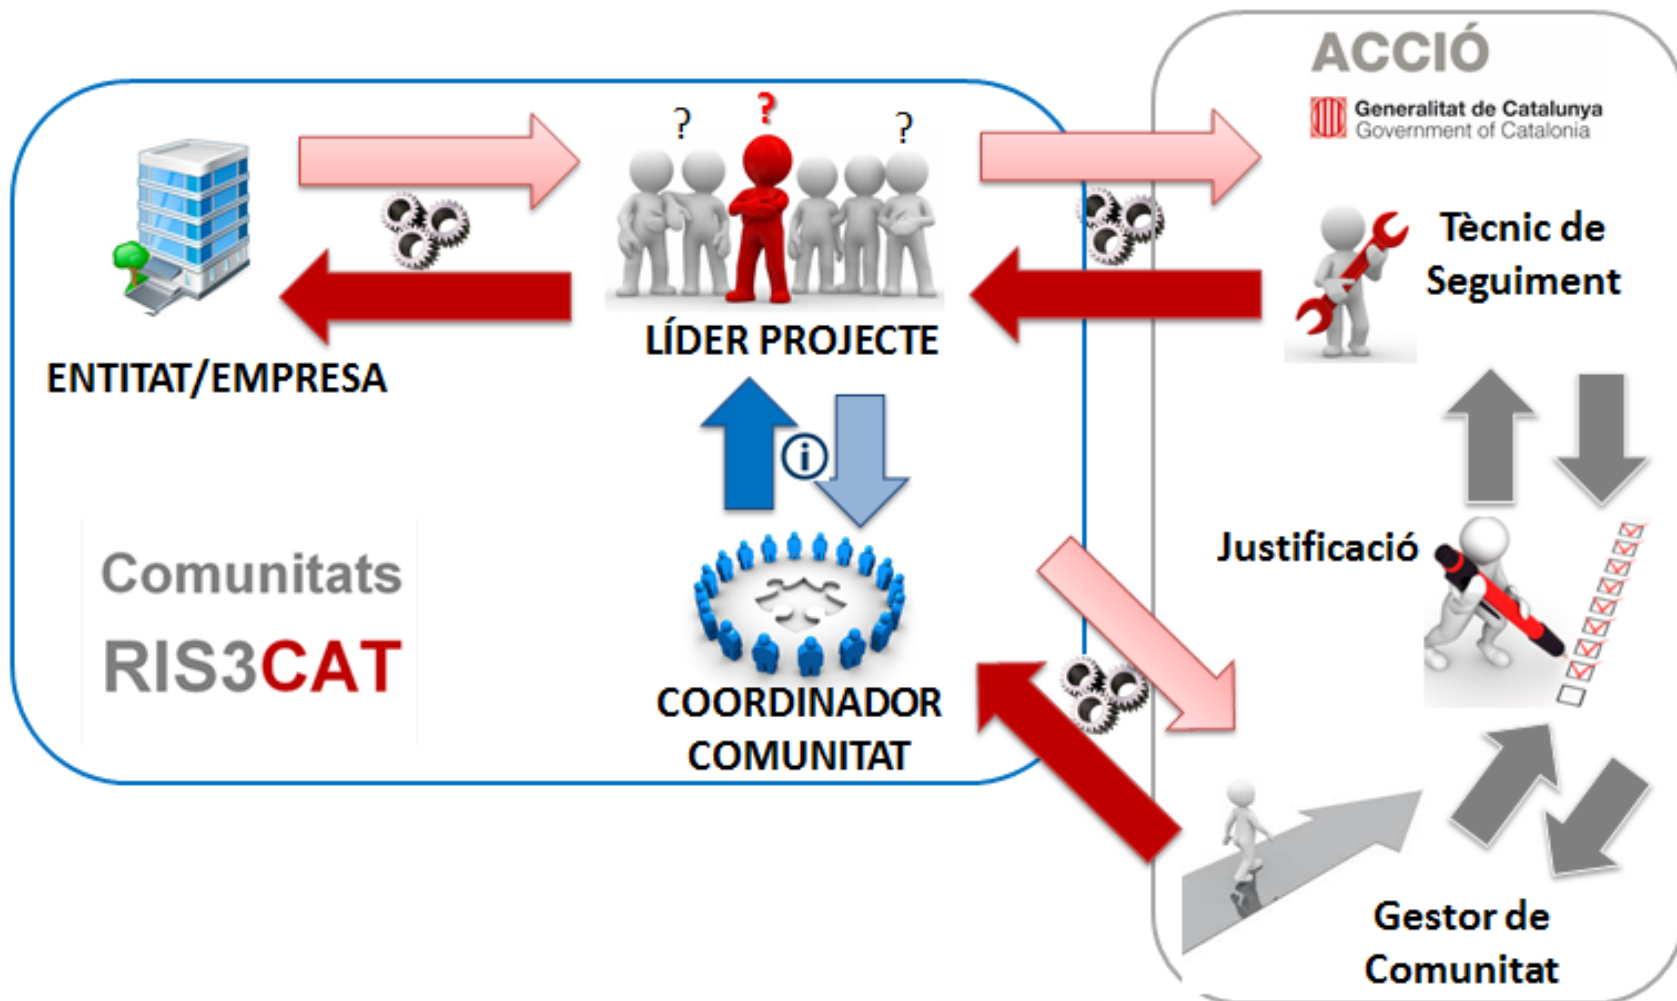 ACCIÓ
Generalitat de Catalunya
Government of Catalonia
?
?
?
Tècnic de
Seguiment
LÍDER PROJECTE
ENTITAT/EMPRESA
i
Justificació
Comunitats
RIS3CAT
COORDINADOR
COMUNITAT
Gestor de
Comunitat